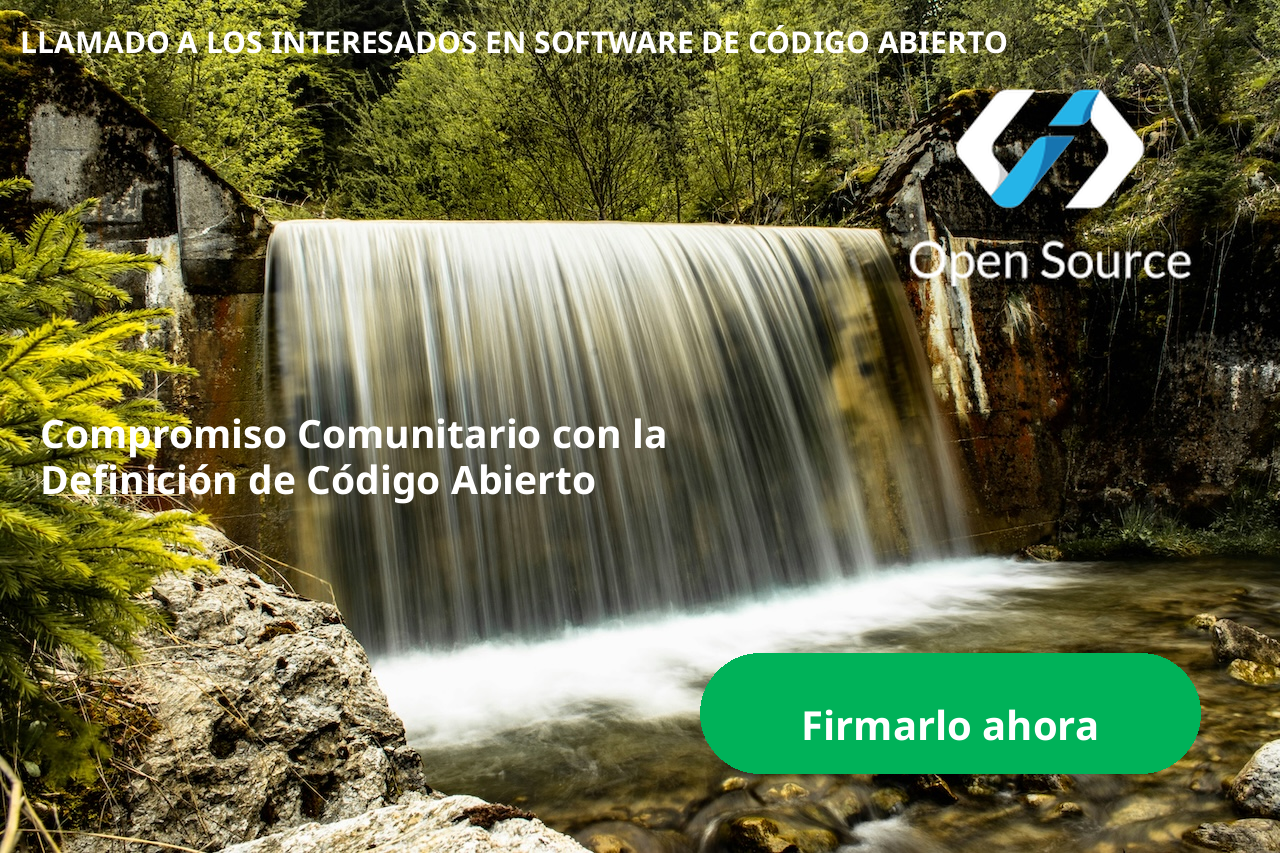 LLAMADO A LOS INTERESADOS EN SOFTWARE DE CÓDIGO ABIERTO
Open Source
Compromiso Comunitario con la
Definición de Código Abierto
Firmarlo ahora